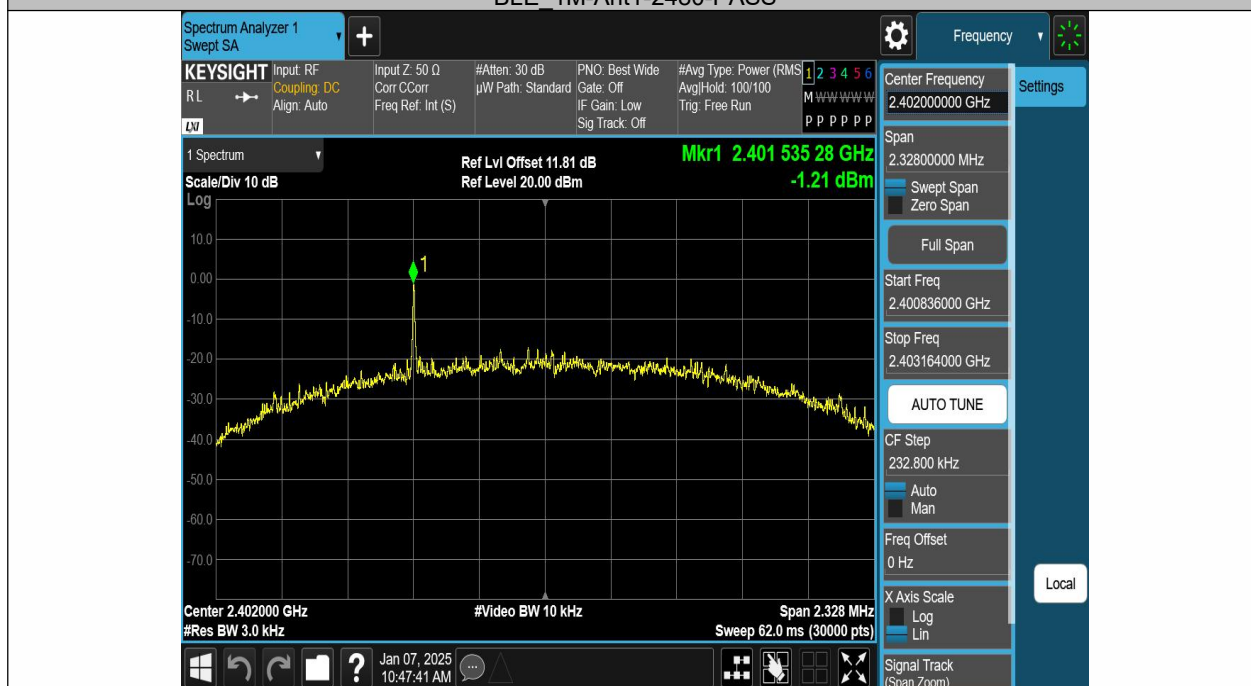 BLE_1M-Ant1-2480-PASS
Spectrum Analyzer 1
Swept SA
+
Frequency
KEYSIGHT
RL
LXI
Input: RF
Coupling: DC
Align: Auto
Input Z: 50 Ω
Corr CCorr
Freq Ref: Int (S)
#Atten: 30 dB
µW Path: Standard
PNO: Best Wide
Gate: Off
IF Gain: Low
Sig Track: Off
#Avg Type: Power (RMS
Avg|Hold: 100/100
Trig: Free Run
1 2 3 4 5 6
M W W W W W
P P P P P P
1 Spectrum
Scale/Div 10 dB
Log
Ref Lvl Offset 11.81 dB
Ref Level 20.00 dBm
Mkr1 2.401 535 28 GHz
-1.21 dBm
10.0
0.00
-10.0
-20.0
-30.0
-40.0
-50.0
-60.0
-70.0
1
Center 2.402000 GHz
#Res BW 3.0 kHz
#Video BW 10 kHz
Span 2.328 MHz
Sweep 62.0 ms (30000 pts)
Jan 07, 2025
10:47:41 AM
?
Settings
Center Frequency
2.402000000 GHz
Span
2.32800000 MHz
Swept Span
Zero Span
Full Span
Start Freq
2.400836000 GHz
Stop Freq
2.403164000 GHz
AUTO TUNE
CF Step
232.800 kHz
Auto
Man
Freq Offset
0 Hz
X Axis Scale
Log
Lin
Signal Track
(Span Zoom)
Local